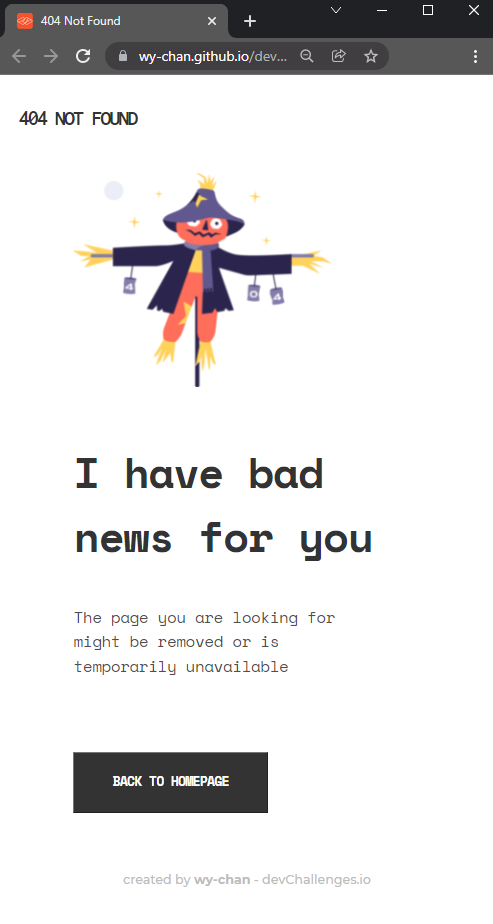 404 Not Found
wy-chan.github.io/dev...
404 NOT FOUND
4
0
4
I have bad
news for you
The page you are looking for
might be removed or is
temporarily unavailable
BACK TO HOMEPAGE
created by wy-chan - devChallenges.io